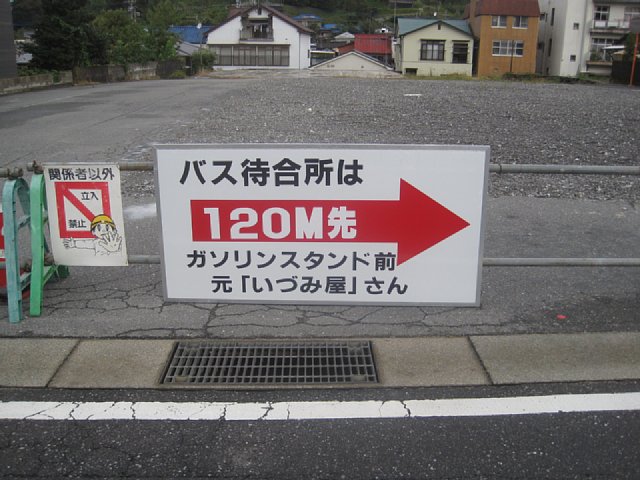 関係者以外
立入
禁止
バス待合所は
120M先
ガソリンスタンド前
元「いづみ屋」さん